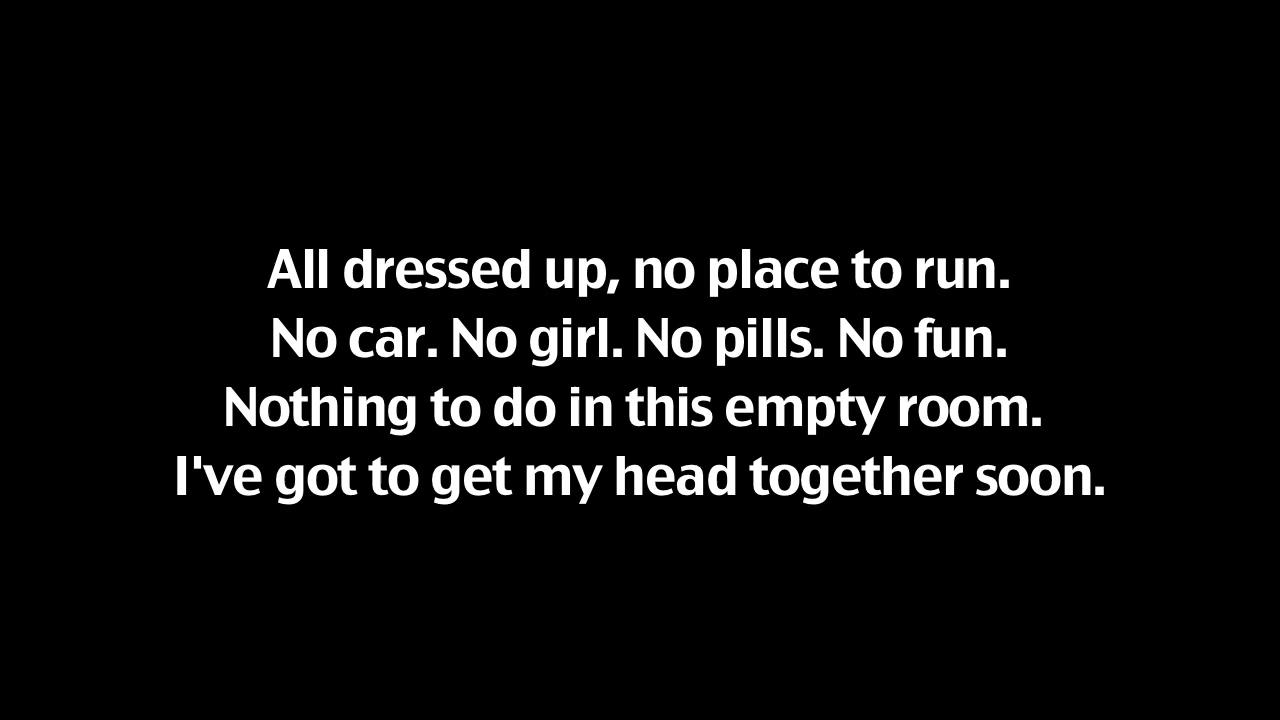 All dressed up, no place to run.
No car. No girl. No pills. No fun.
Nothing to do in this empty room.
I've got to get my head together soon.